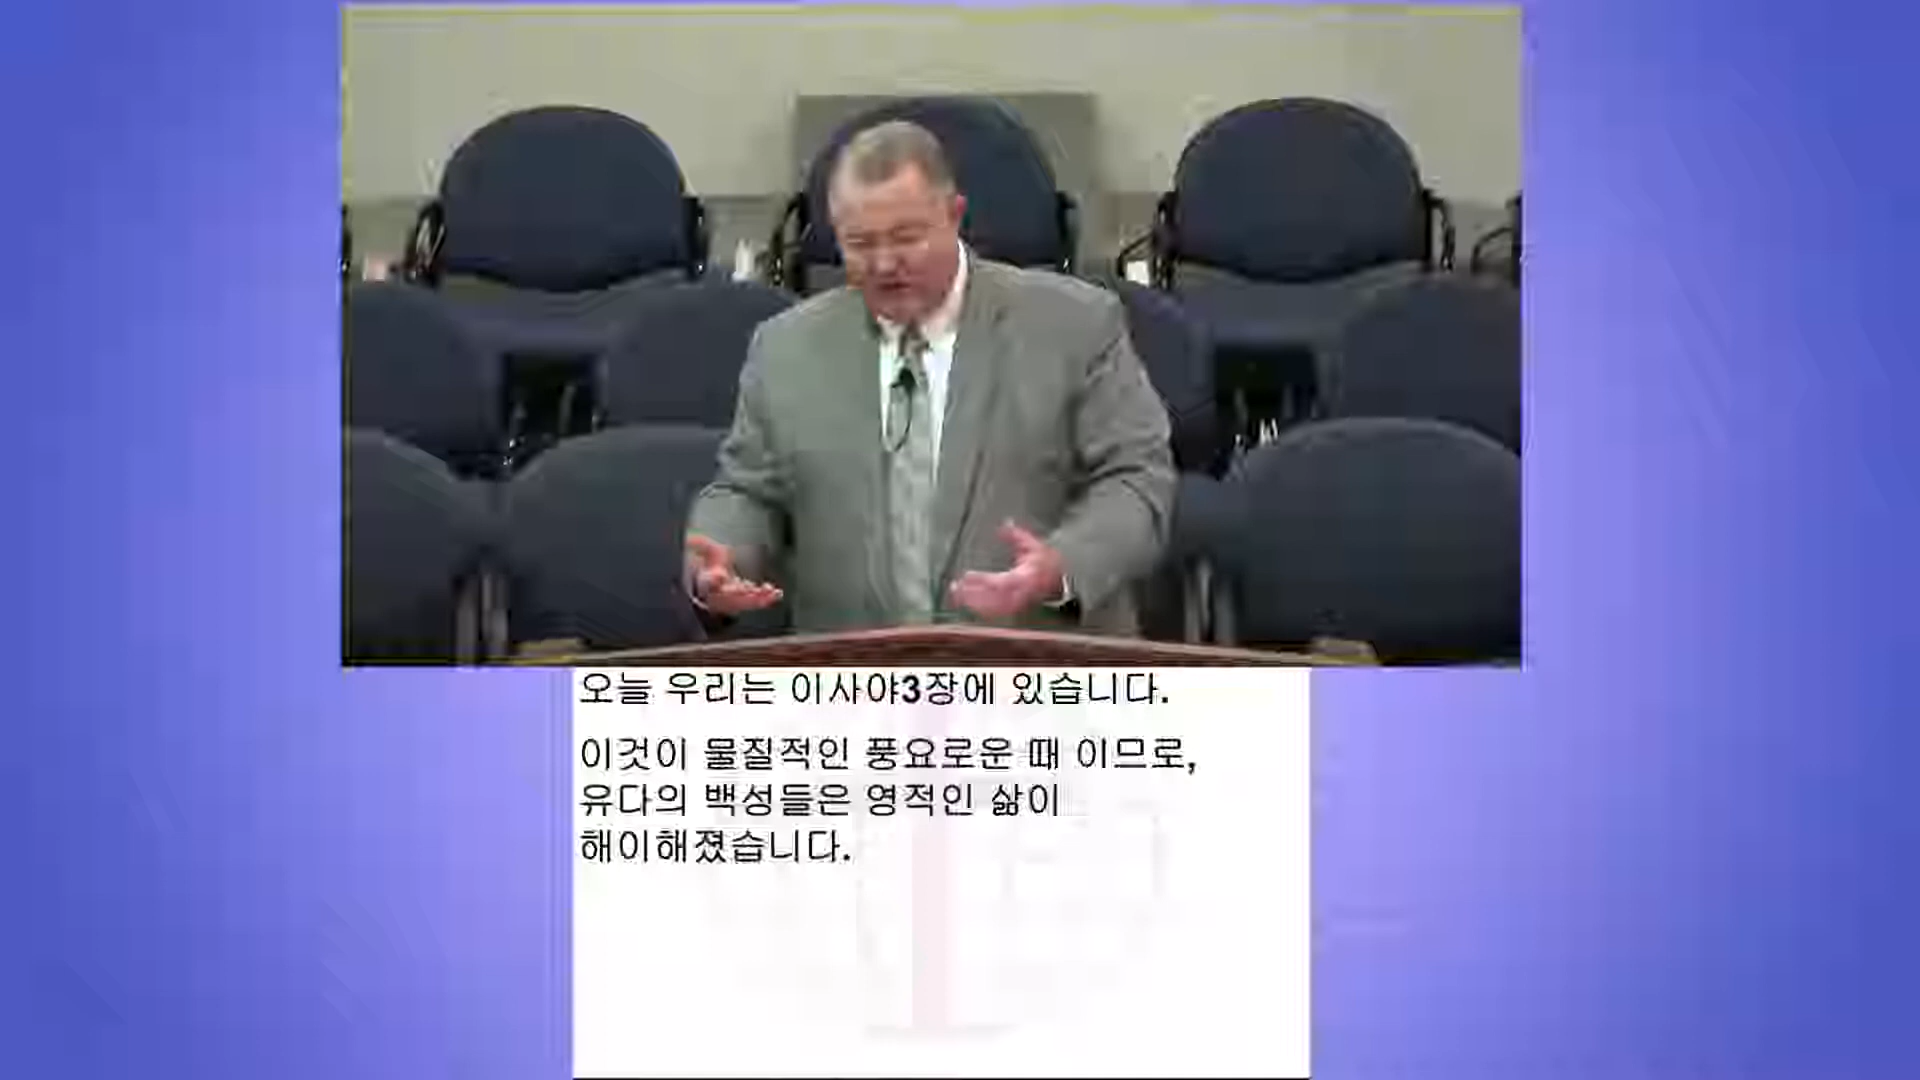 오늘 우리는 이사야3장에 있습니다.
이것이 물질적인 풍요로운 때 이므로,
유다의 백성들은 영적인 삶이
해이해졌습니다.